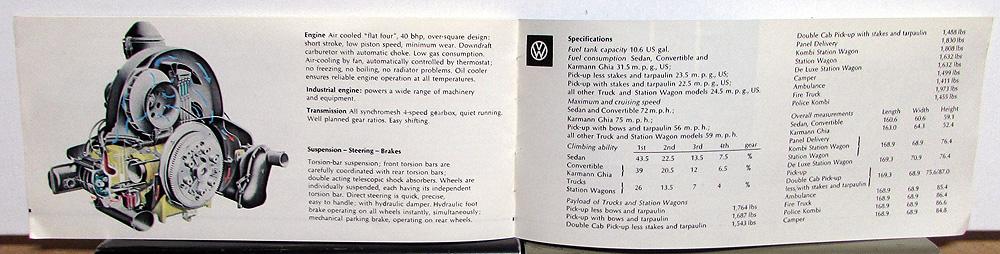 Engine Air cooled "flat four", 40 bhp, over-square design:
short stroke, low piston speed, minimum wear. Downdraft
carburetor with automatic choke. Low gas consumption.
Air-cooling by fan, automatically controlled by thermostat;
no freezing, no boiling, no radiator problems. Oil cooler
ensures reliable engine operation at all temperatures.
Industrial engine: powers a wide range of machinery
and equipment.
Transmission All synchromesh 4-speed gearbox, quiet running.
Well planned gear ratios. Easy shifting.
Suspension – Steering – Brakes
Torsion-bar suspension; front torsion bars are
carefully coordinated with rear torsion bars;
double acting telescopic shock absorbers. Wheels are
individually suspended, each having its independent
torsion bar. Direct steering is quick, precise,
easy to handle; with hydraulic damper. Hydraulic foot
brake operating on all wheels instantly, simultaneously;
mechanical parking brake, operating on rear wheels.
Specifications
Fuel tank capacity 10.6 US gal.
Fuel consumption Sedan, Convertible and
Karmann Ghia 31.5 m. p. g., US;
Pick-up less stakes and tarpaulin 23.5 m. p. g., US;
Pick-up with stakes and tarpaulin 22.5 m. p. g., US;
all other Truck and Station Wagon models 24.5 m. p. g., US.
Maximum and cruising speed
Sedan and Convertible 72 m. p. h.;
Karmann Ghia 75 m. p. h.;
Pick-up with bows and tarpaulin 56 m. p. h.;
all other Truck and Station Wagon models 59 m. p. h.
Climbing ability 1st 2nd 3rd 4th gear
Sedan 43.5 22.5 13.5 7.5 %
Convertible
Karmann Ghia 39 20.5 12 6.5 %
Trucks
Station Wagons 26 13.5 7 4 %
Payload of Trucks and Station Wagons
Pick-up less bows and tarpaulin 1,764 lbs
Pick-up with bows and tarpaulin 1,687 lbs
Double Cab Pick-up less stakes and tarpaulin 1,543 lbs
Double Cab Pick-up with stakes and tarpaulin 1,468 lbs
Panel Delivery 1,830 lbs
Kombi Station Wagon 1,808 lbs
Station Wagon 1,632 lbs
De Luxe Station Wagon 1,632 lbs
Camper 1,499 lbs
Ambulance 1,411 lbs
Fire Truck 1,973 lbs
Police Kombi 1,455 lbs
Overall measurements Length Width Height
Sedan, Convertible 160.6 60.6 59.1
Karmann Ghia 163.0 64.3 52.4
Panel Delivery
Kombi Station Wagon 168.9 68.9 76.4
Station Wagon
De Luxe Station Wagon 169.3 70.9 76.4
Pick-up
Double Cab Pick-up 169.3 68.9 75.6/87.0
less/with stakes and tarpaulin
Ambulance 168.9 68.9 85.4
Fire Truck 168.9 68.9 86.4
Police Kombi 168.9 68.9 86.6
Camper 168.9 68.9 84.8